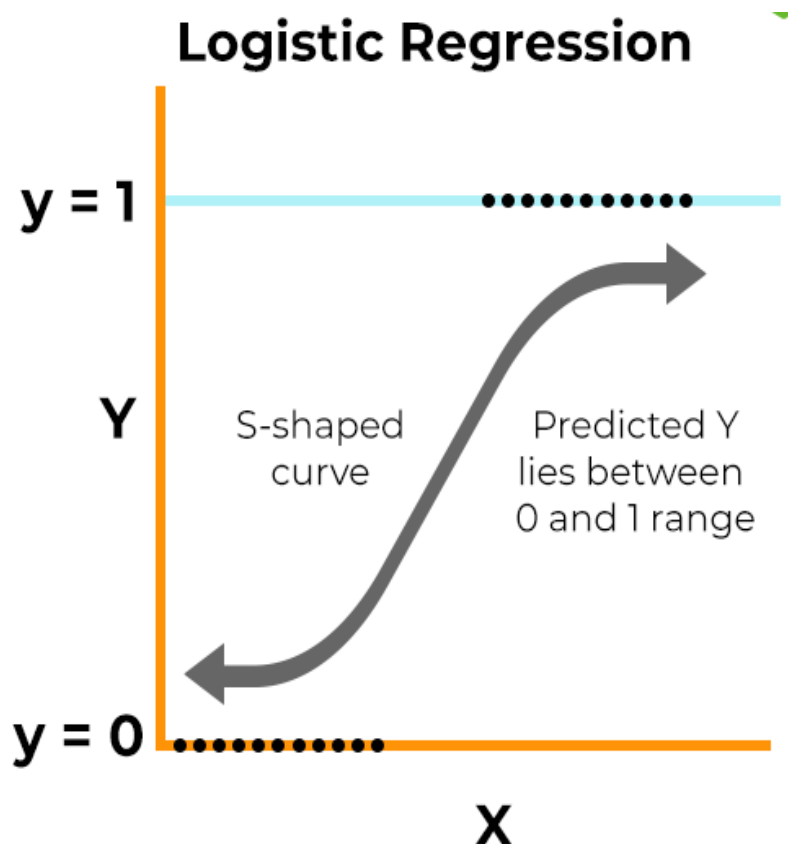 Logistic Regression
y = 1
Y
S-shaped
curve
Predicted Y
lies between
0 and 1 range
y = 0
X